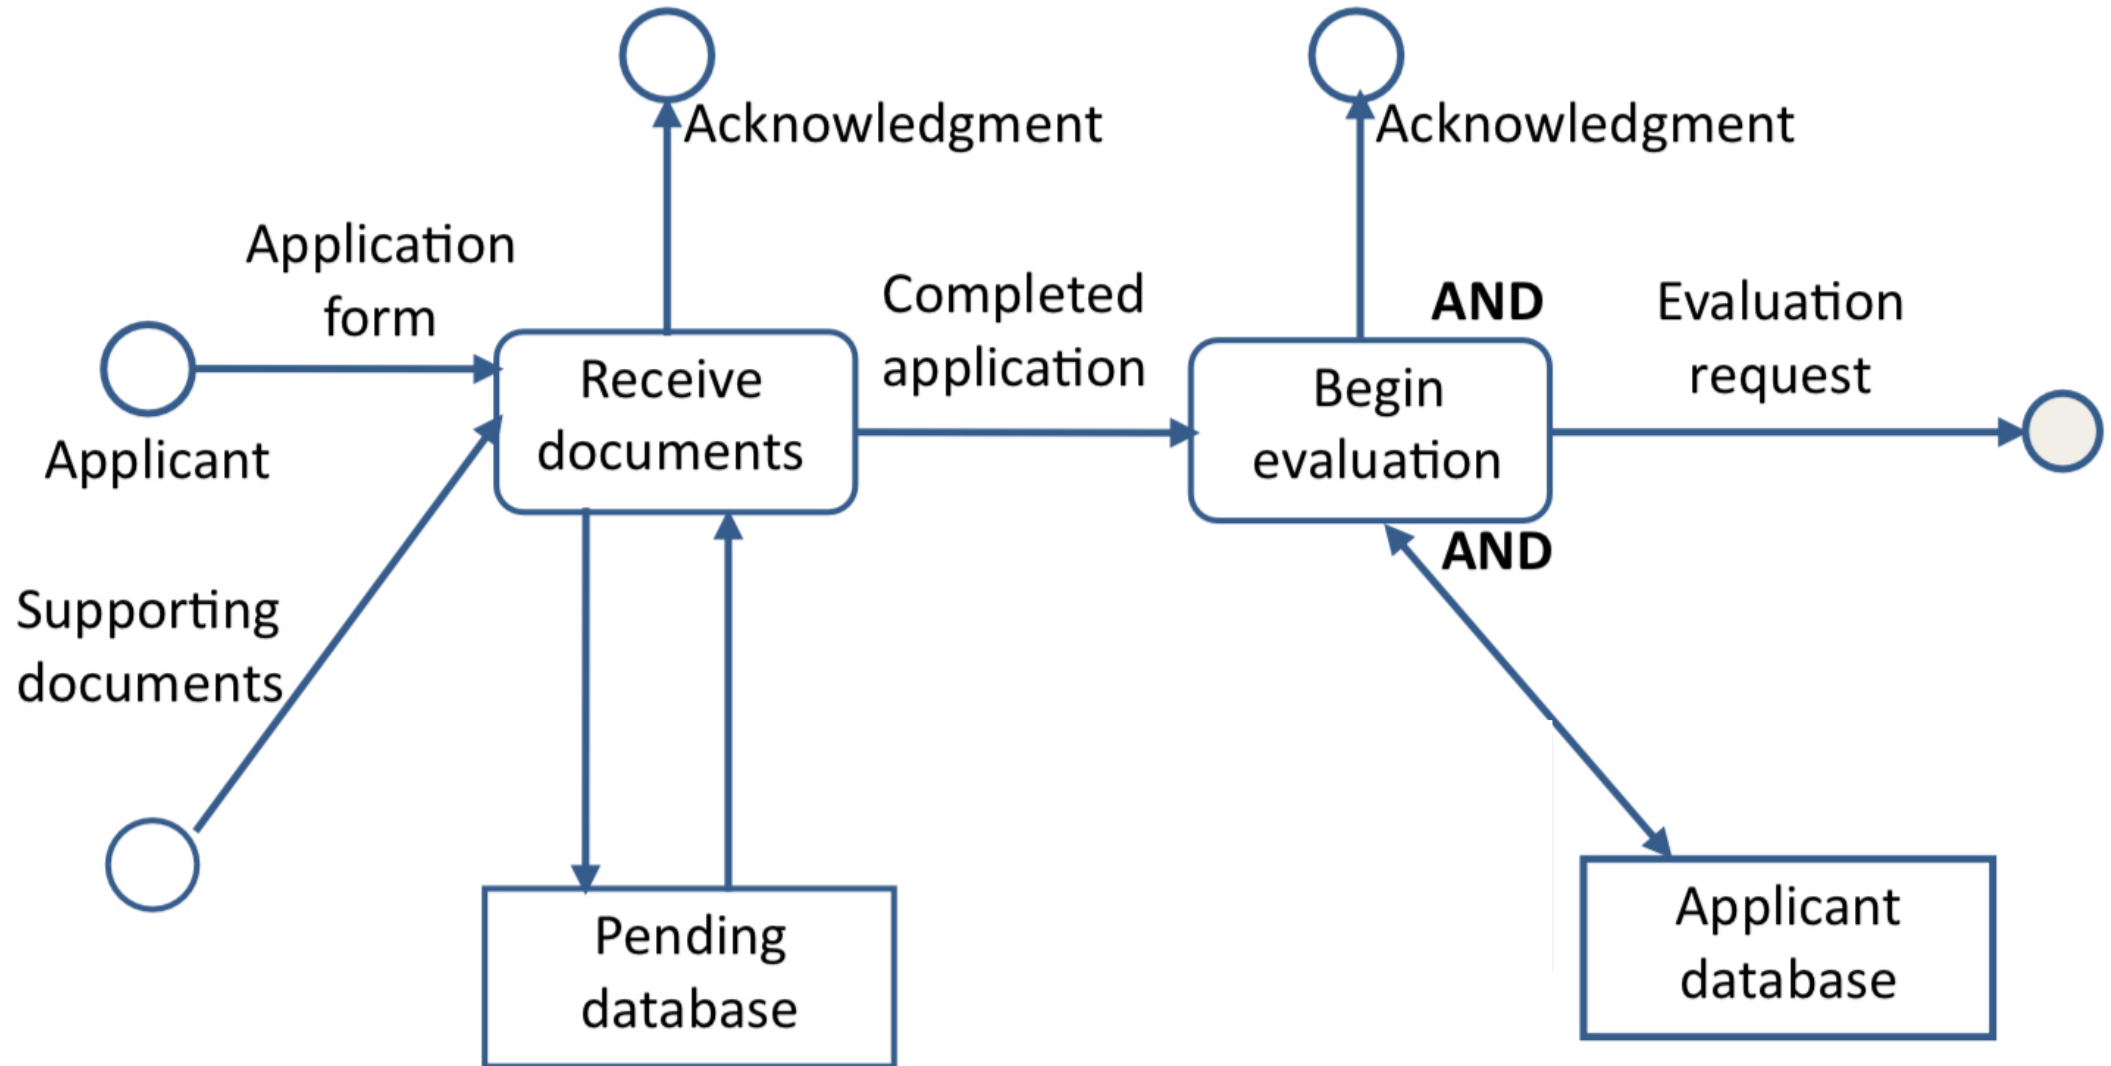 Acknowledgment
Acknowledgment
Application
form
Completed
application
AND
Evaluation
request
Applicant
Receive
documents
Begin
evaluation
AND
Supporting
documents
Pending
database
Applicant
database